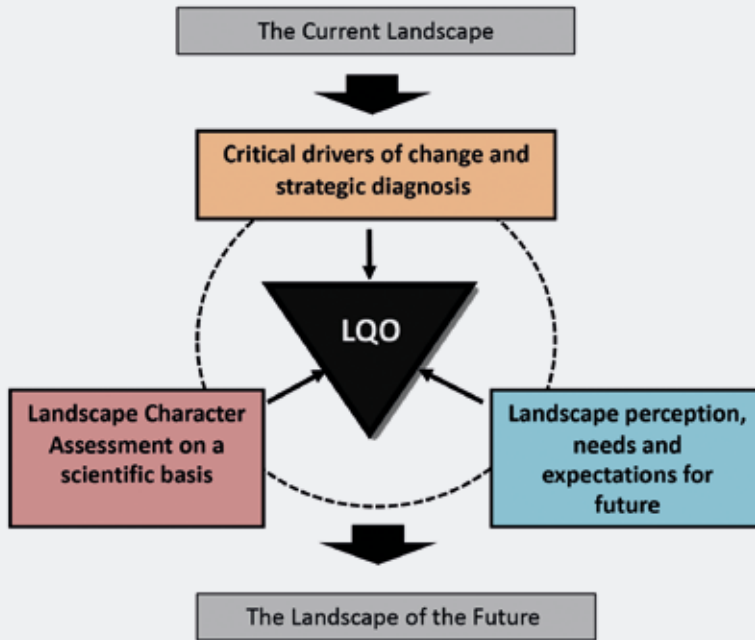 The Current Landscape
Critical drivers of change and
strategic diagnosis
LQO
Landscape Character
Assessment on a
scientific basis
Landscape perception,
needs and
expectations for
future
The Landscape of the Future